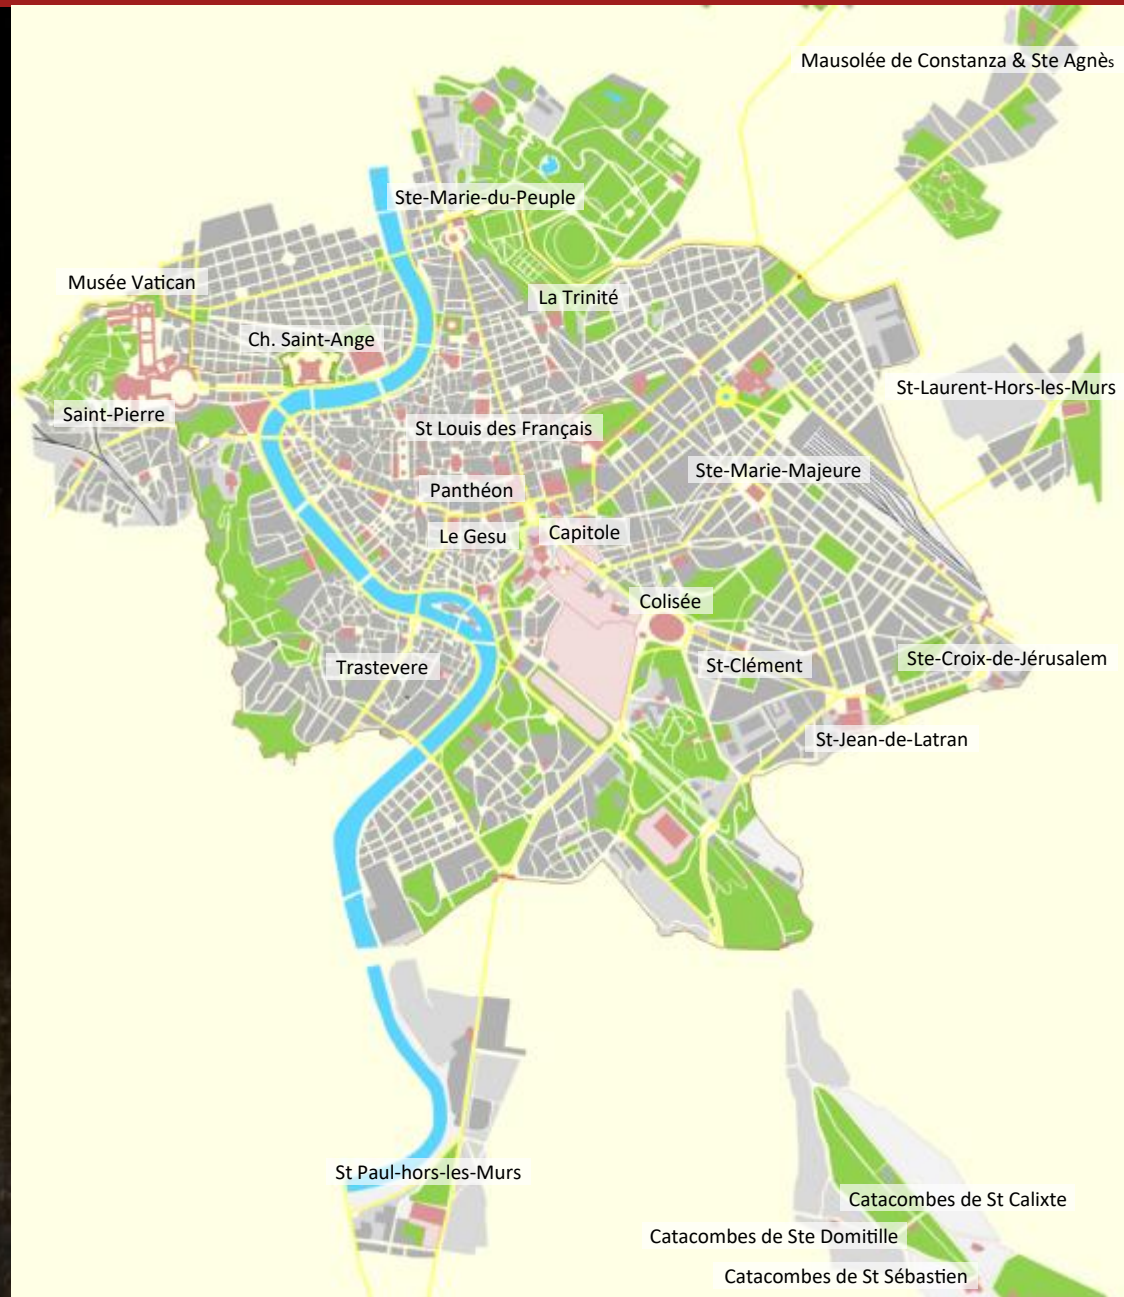 Mausolée de Constanza & Ste Agnès
Ste-Marie-du-Peuple
Musée Vatican
La Trinité
Ch. Saint-Ange
St-Laurent-Hors-les-Murs
Saint-Pierre
St Louis des Français
Ste-Marie-Majeure
Panthéon
Le Gesu
Capitole
Colisée
Trastevere
St-Clément
Ste-Croix-de-Jérusalem
St-Jean-de-Latran
St Paul-hors-les-Murs
Catacombes de St Calixte
Catacombes de Ste Domitille
Catacombes de St Sébastien